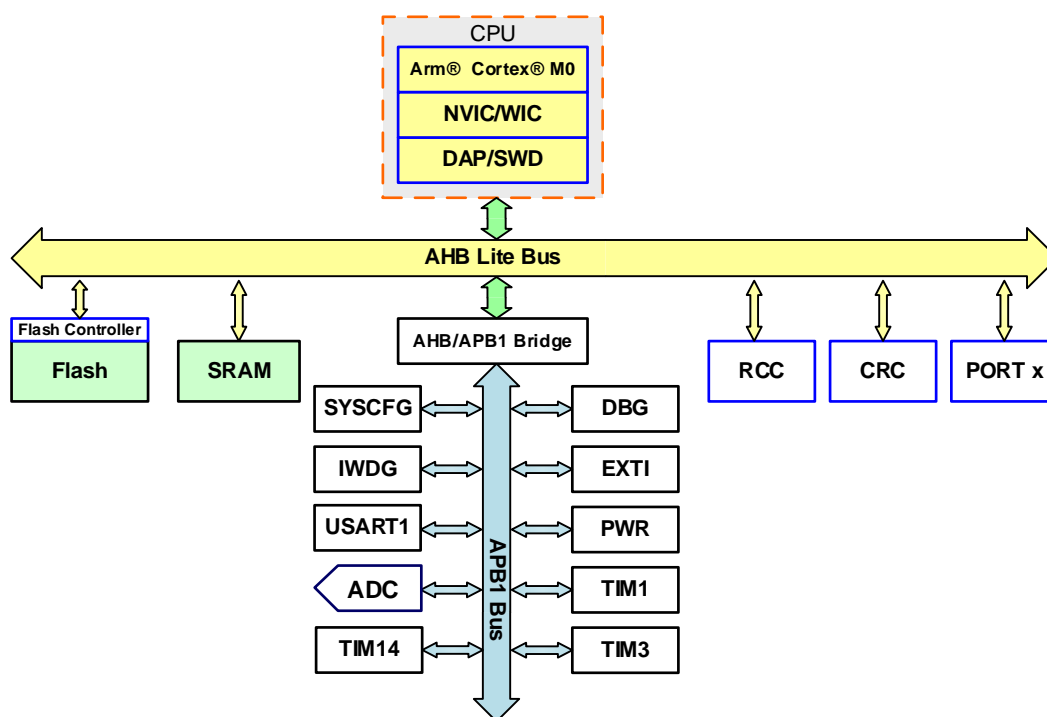 CPU
Arm® Cortex® M0
NVIC/WIC
DAP/SWD
AHB Lite Bus
Flash Controller
Flash
SRAM
AHB/APB1 Bridge
RCC
CRC
PORT x
SYSCFG
DBG
IWDG
EXTI
USART1
PWR
ADC
TIM1
TIM14
TIM3
APB1 Bus